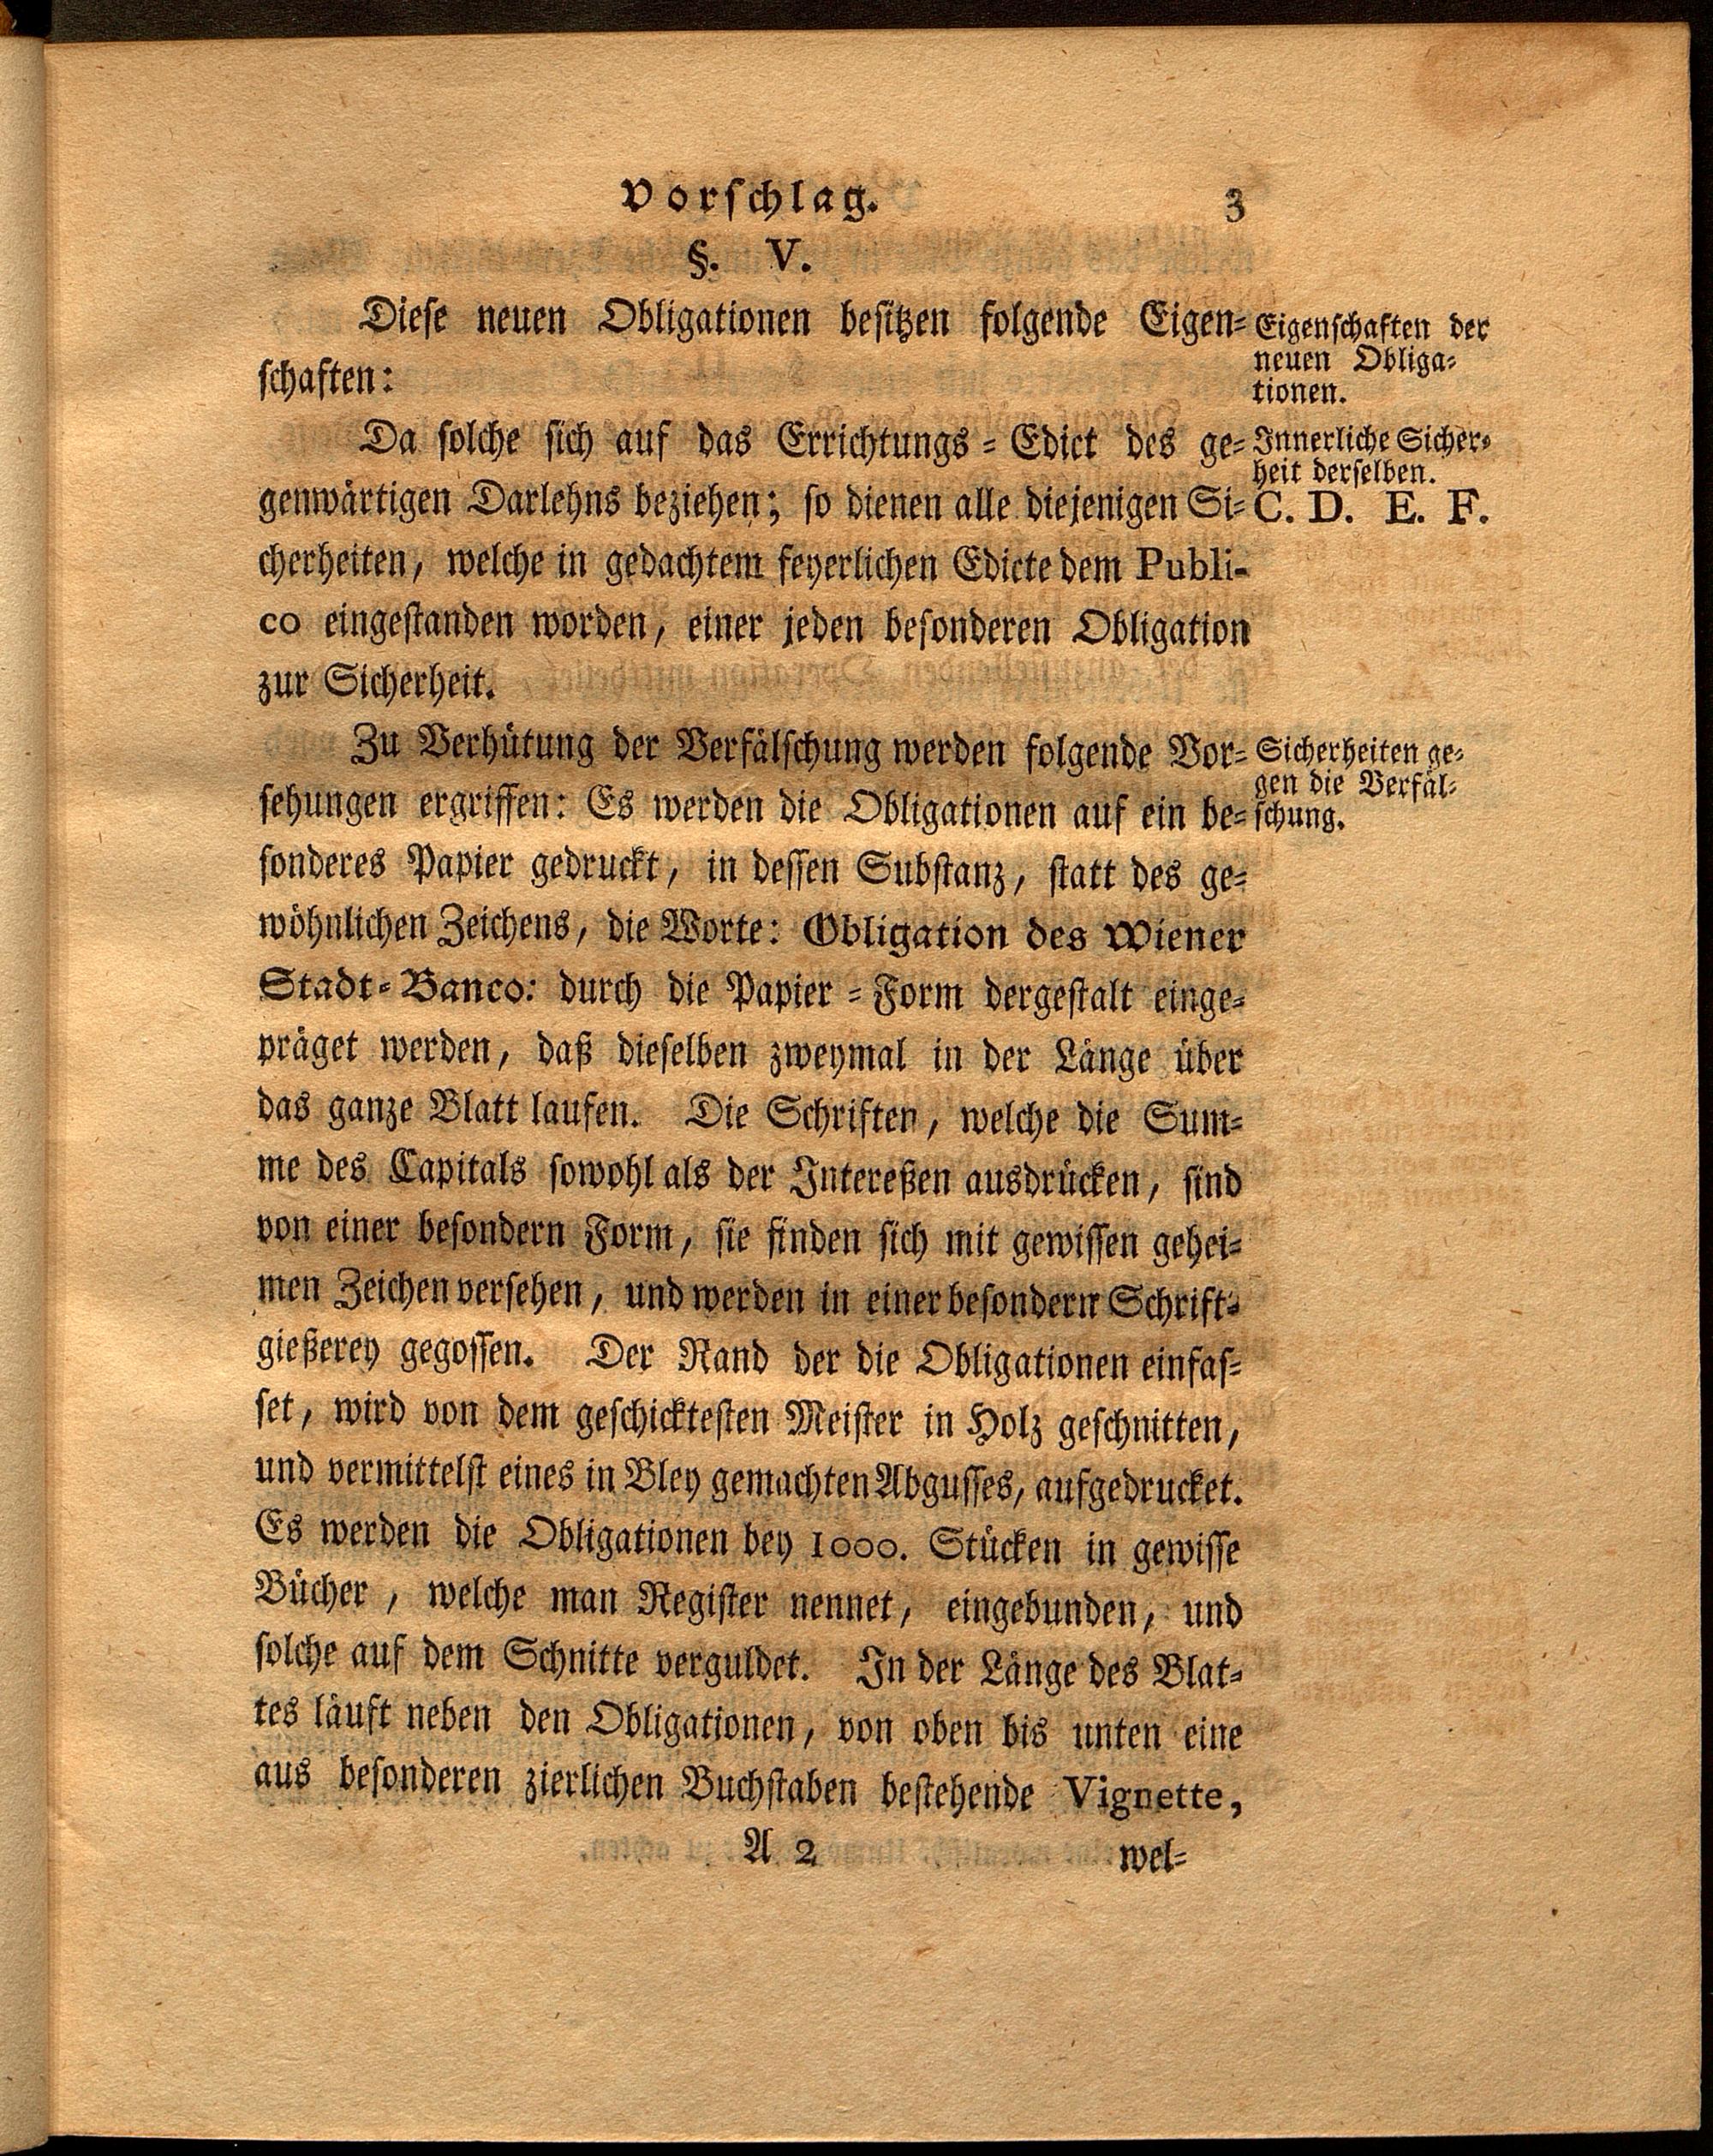 Vorschlag. 3
§. V.
Diese neuen Obligationen besitzen folgende Eigen=
schaften:
Eigenschaften der
neuen Obliga=
tionen.
Da solche sich auf das Errichtungs = Edict des ge=
genwärtigen Darlehns beziehen; so dienen alle diejenigen Si=
cherheiten, welche in gedachtem feyerlichen Edicte dem Publi-
co eingestanden worden, einer jeden besonderen Obligation
zur Sicherheit.
Innerliche Sicher=
heit derselben.
C. D. E. F.
Zu Verhütung der Verfälschung werden folgende Vor=
sehungen ergriffen: Es werden die Obligationen auf ein be=
sonderes Papier gedruckt, in dessen Substanz, statt des ge=
wöhnlichen Zeichens, die Worte: Obligation des Wiener
Stadt=Banco: durch die Papier = Form dergestalt einge=
präget werden, daß dieselben zweymal in der Länge über
das ganze Blatt laufen. Die Schriften, welche die Sum=
me des Capitals sowohl als der Intereßen ausdrücken, sind
von einer besondern Form, sie finden sich mit gewissen gehei=
men Zeichen versehen, und werden in einer besondern Schrift=
gießerey gegossen. Der Rand der die Obligationen einfas=
set, wird von dem geschicktesten Meister in Holz geschnitten,
und vermittelst eines in Bley gemachten Abgusses, aufgedrucket.
Es werden die Obligationen bey 1000. Stücken in gewisse
Bücher, welche man Register nennet, eingebunden, und
solche auf dem Schnitte verguldet. In der Länge des Blat=
tes läuft neben den Obligationen, von oben bis unten eine
aus besonderen zierlichen Buchstaben bestehende Vignette,
Sicherheiten ge=
gen die Verfäl=
schung.
A 2 wel=